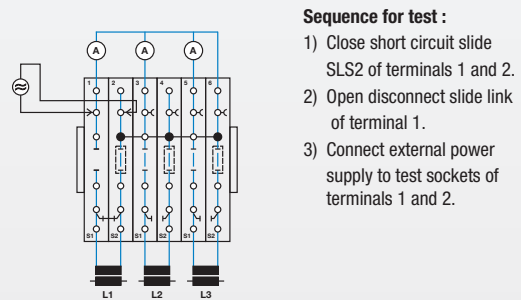 Sequence for test :
1) Close short circuit slide
SLS2 of terminals 1 and 2.
2) Open disconnect slide link
of terminal 1.
3) Connect external power
supply to test sockets of
terminals 1 and 2.
A A A
1 2 3 4 5 6
S1 S2 S1 S2 S1 S2
L1 L2 L3